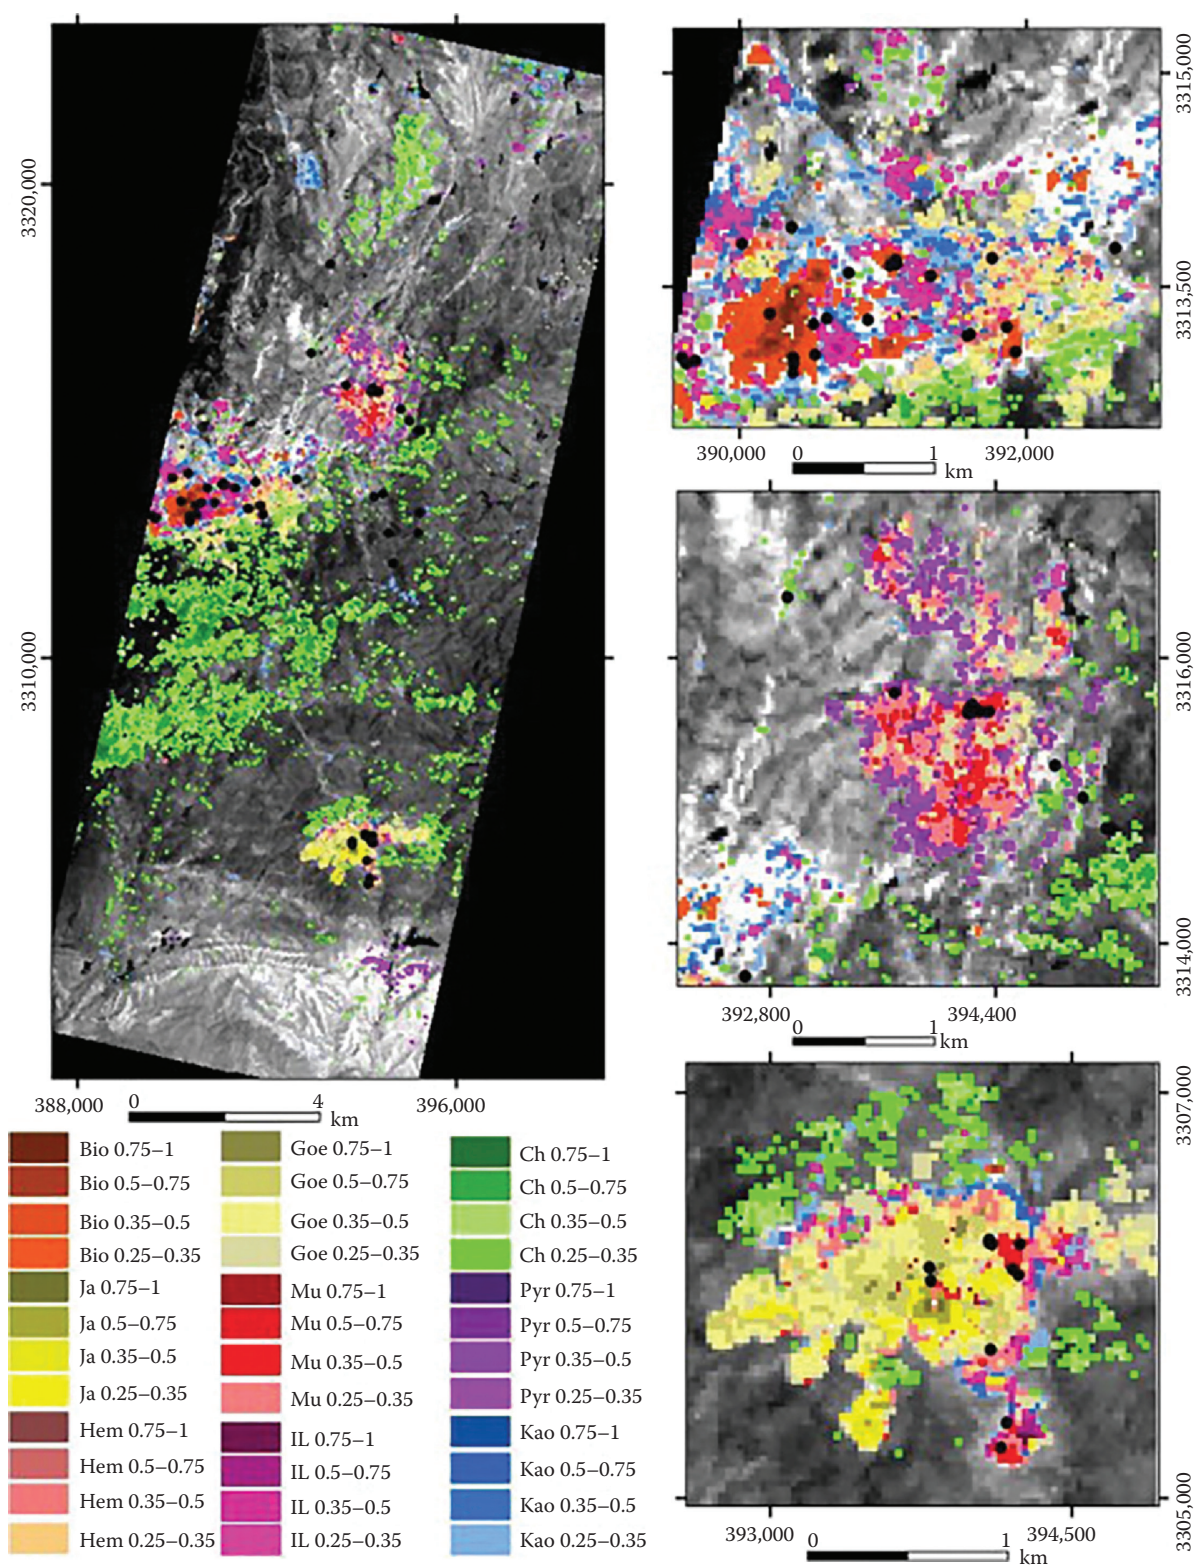 3320,000
3310,000
388,000
0
4
km
396,000
3315,000
3313,500
390,000
0
1
km
392,000
3316,000
3314,000
392,800
0
1
km
394,400
3307,000
3305,000
393,000
0
1
km
394,500
Bio 0.75–1
Bio 0.5–0.75
Bio 0.35–0.5
Bio 0.25–0.35
Ja 0.75–1
Ja 0.5–0.75
Ja 0.35–0.5
Ja 0.25–0.35
Hem 0.75–1
Hem 0.5–0.75
Hem 0.35–0.5
Hem 0.25–0.35
Goe 0.75–1
Goe 0.5–0.75
Goe 0.35–0.5
Goe 0.25–0.35
Mu 0.75–1
Mu 0.5–0.75
Mu 0.35–0.5
Mu 0.25–0.35
IL 0.75–1
IL 0.5–0.75
IL 0.35–0.5
IL 0.25–0.35
Ch 0.75–1
Ch 0.5–0.75
Ch 0.35–0.5
Ch 0.25–0.35
Pyr 0.75–1
Pyr 0.5–0.75
Pyr 0.35–0.5
Pyr 0.25–0.35
Kao 0.75–1
Kao 0.5–0.75
Kao 0.35–0.5
Kao 0.25–0.35